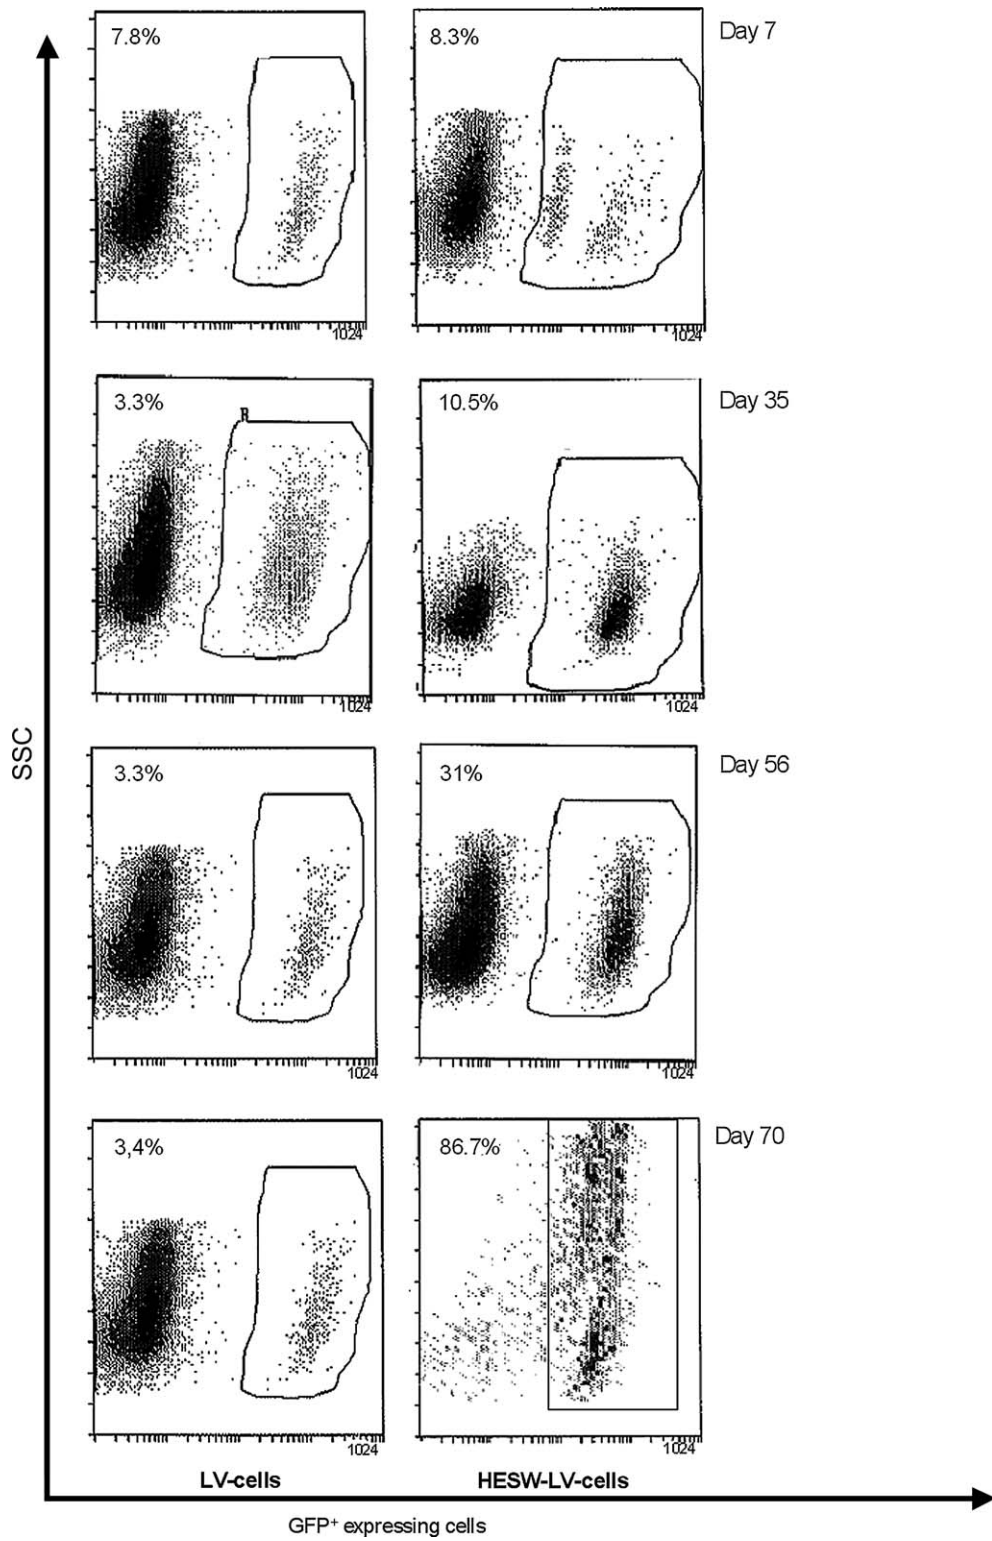 7.8%
8.3%
Day 7
1024
1024
3.3%
R
10.5%
Day 35
1024
1024
3.3%
31%
Day 56
1024
1024
3,4%
86.7%
Day 70
1024
1024
SSC
LV-cells
HESW-LV-cells
GFP+ expressing cells